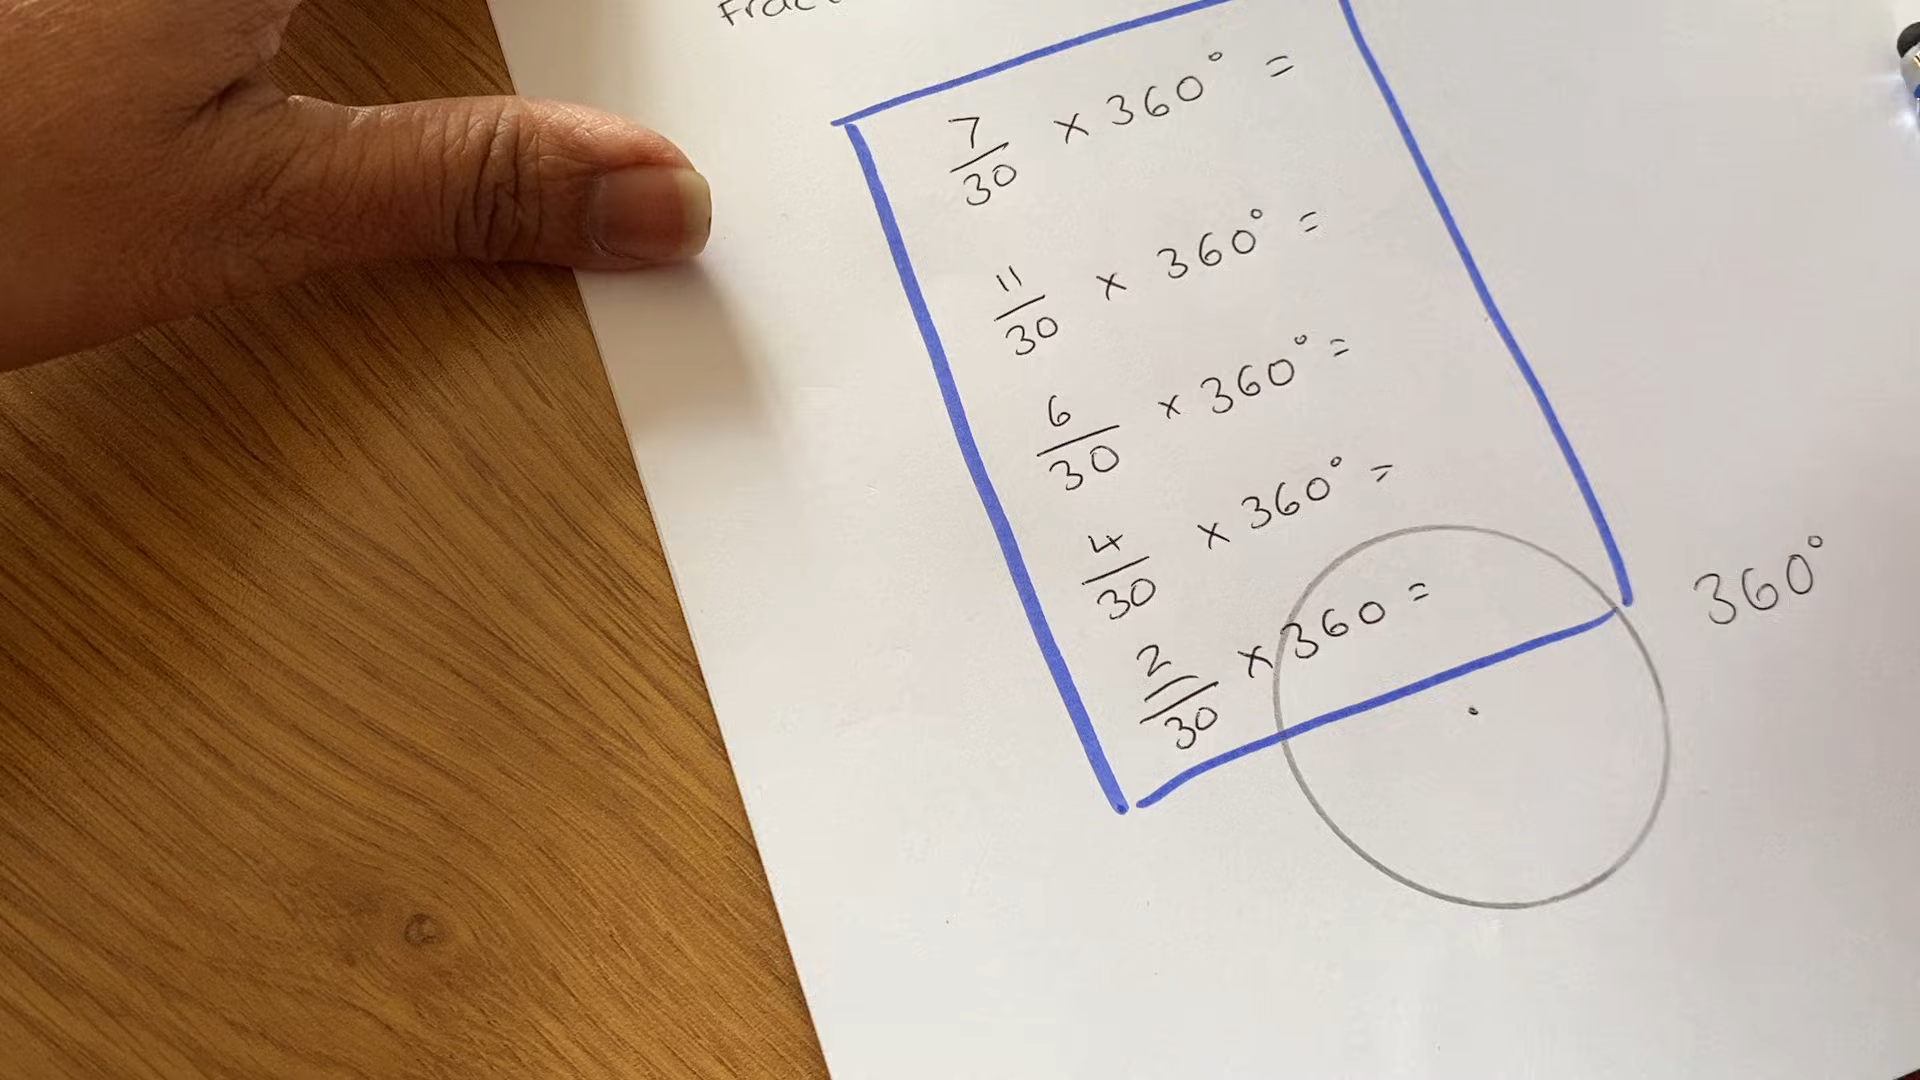 7/30 × 360° =
11/30 × 360° =
6/30 × 360° =
4/30 × 360° =
2/30 × 360 =
360°